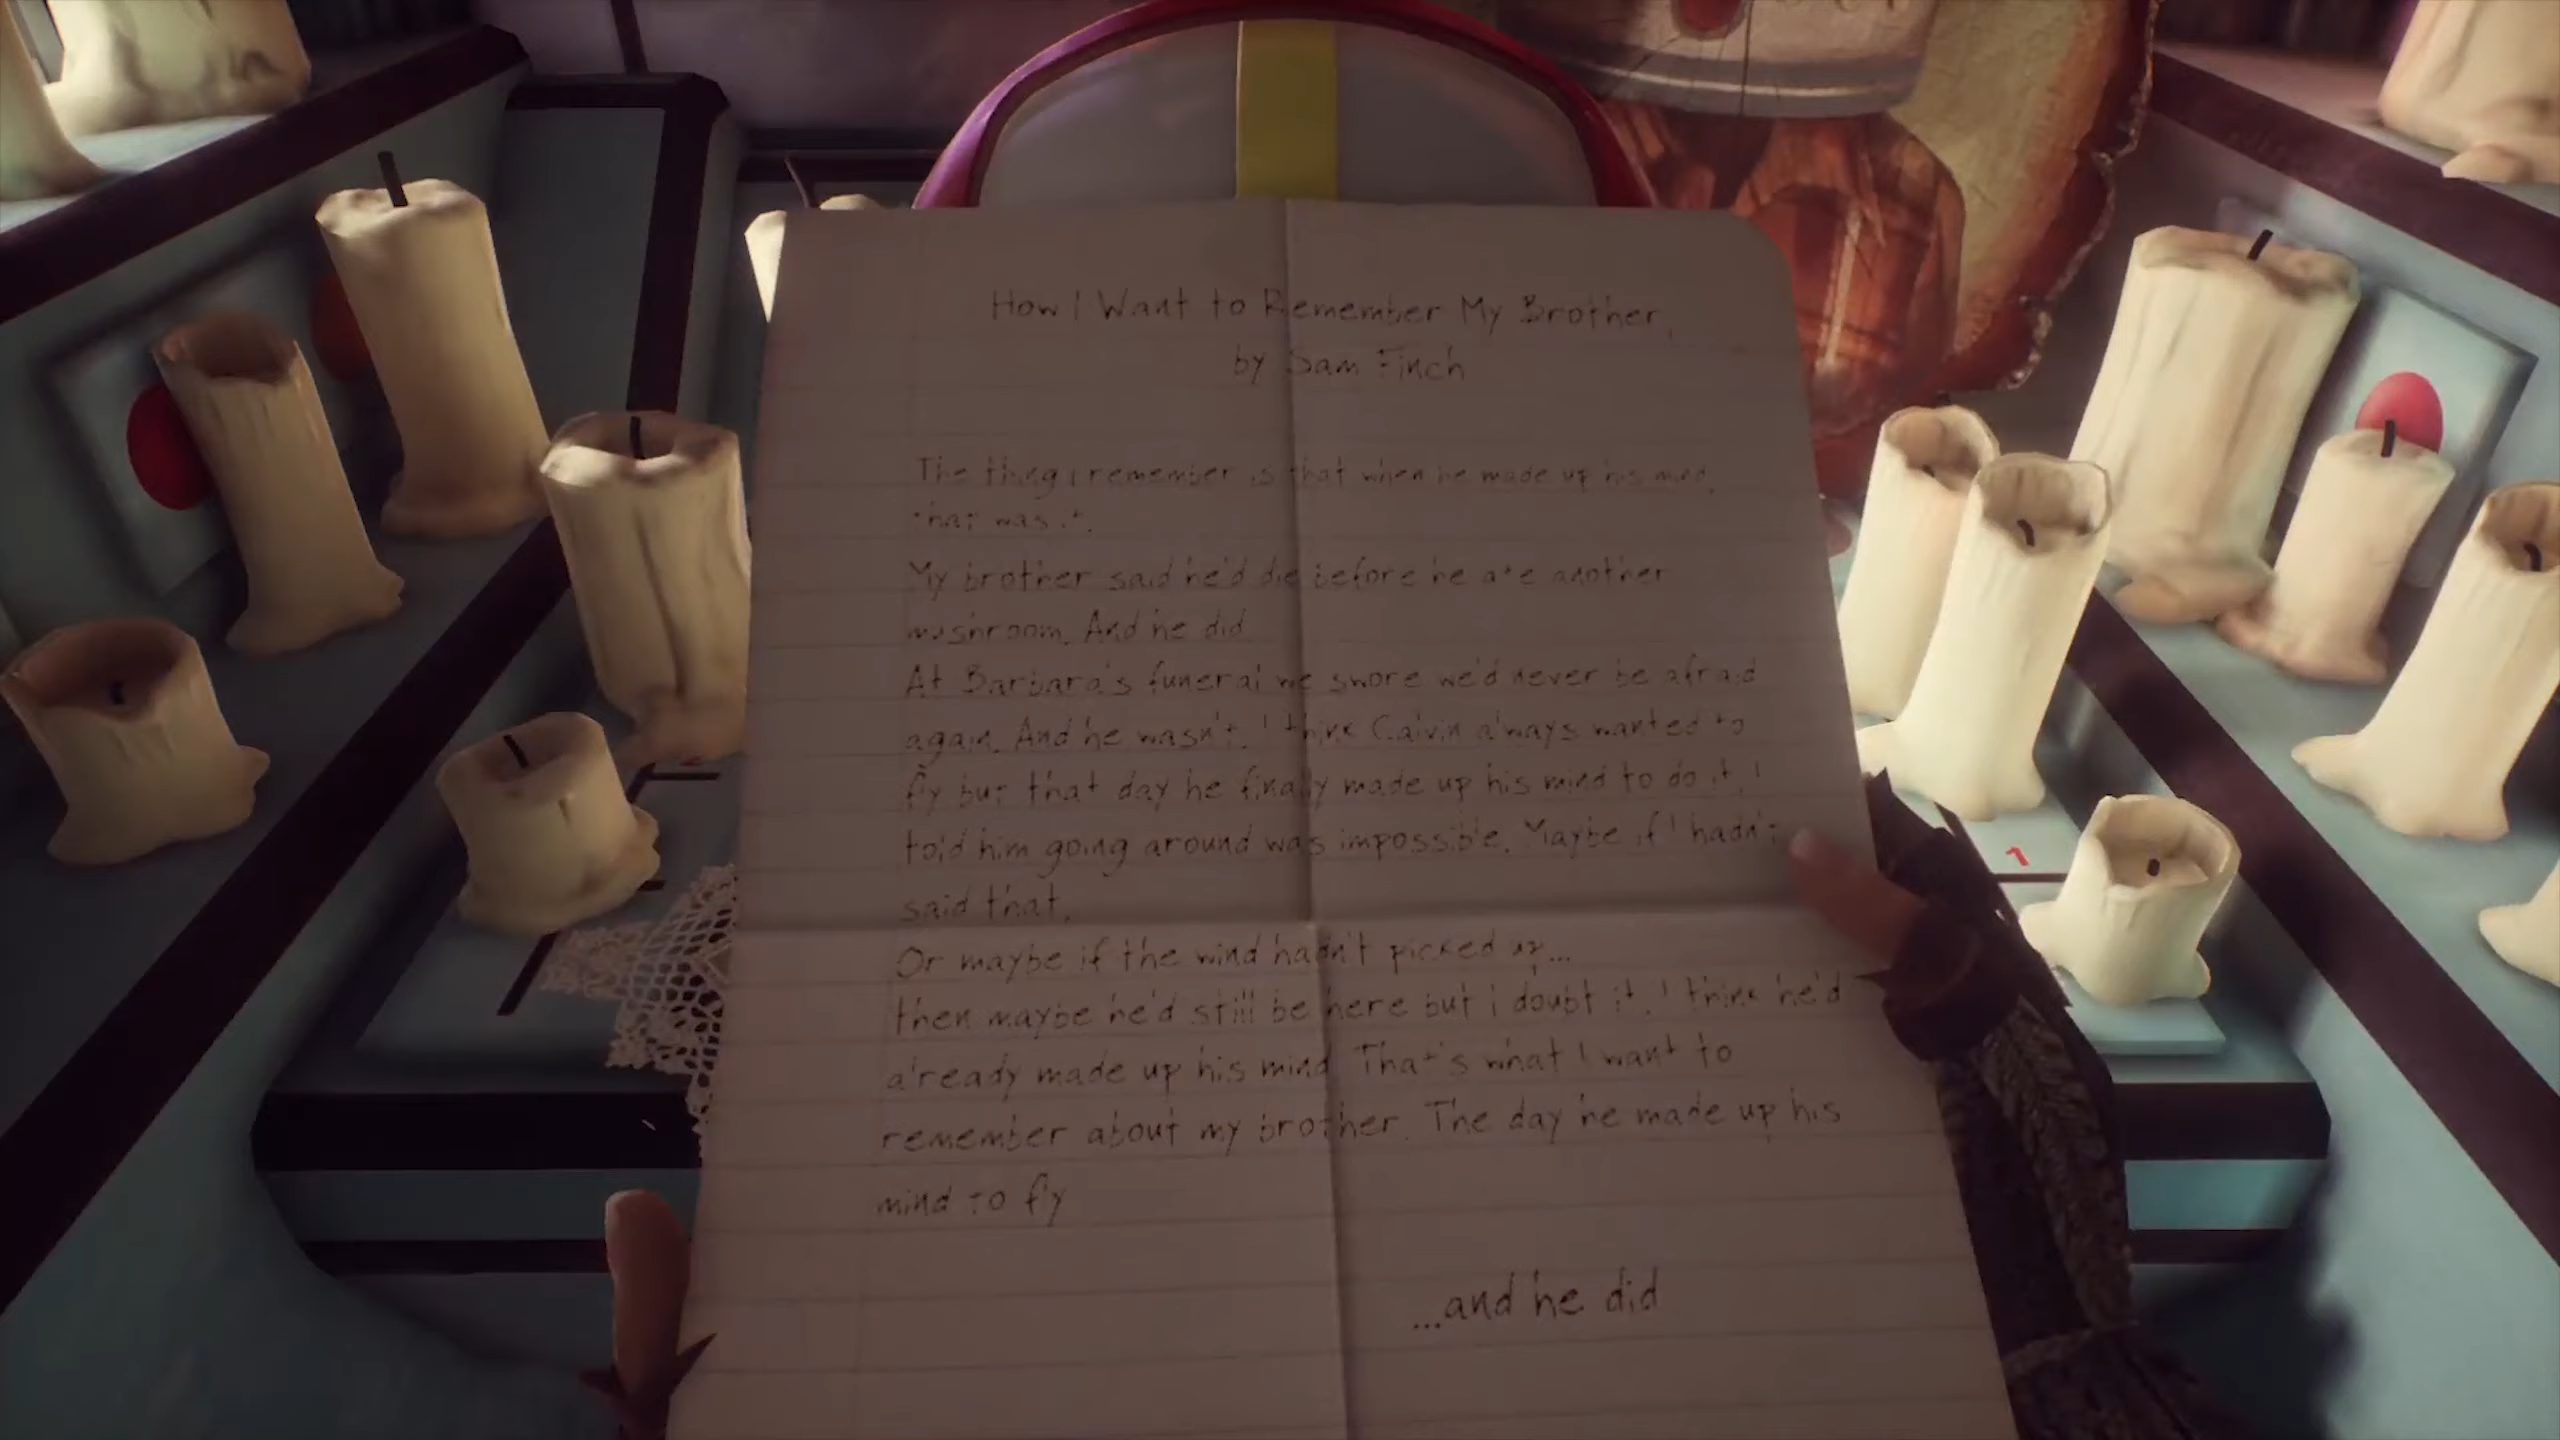 How I Want to Remember My Brother,
by Sam Finch
The thing I remember is that when he made up his mind,
that was it.
My brother said he'd die before he ate another
mushroom. And he did
At Barbara's funeral we swore we'd never be afraid
again. And he wasn't. I think Calvin always wanted to
fly but that day he finally made up his mind to do it. I
told him going around was impossible. Maybe if I hadn't
said that.
Or maybe if the wind hadn't picked up...
then maybe he'd still be here but I doubt it. I think he'd
already made up his mind. That's what I want to
remember about my brother. The day he made up his
mind to fly
...and he did
1